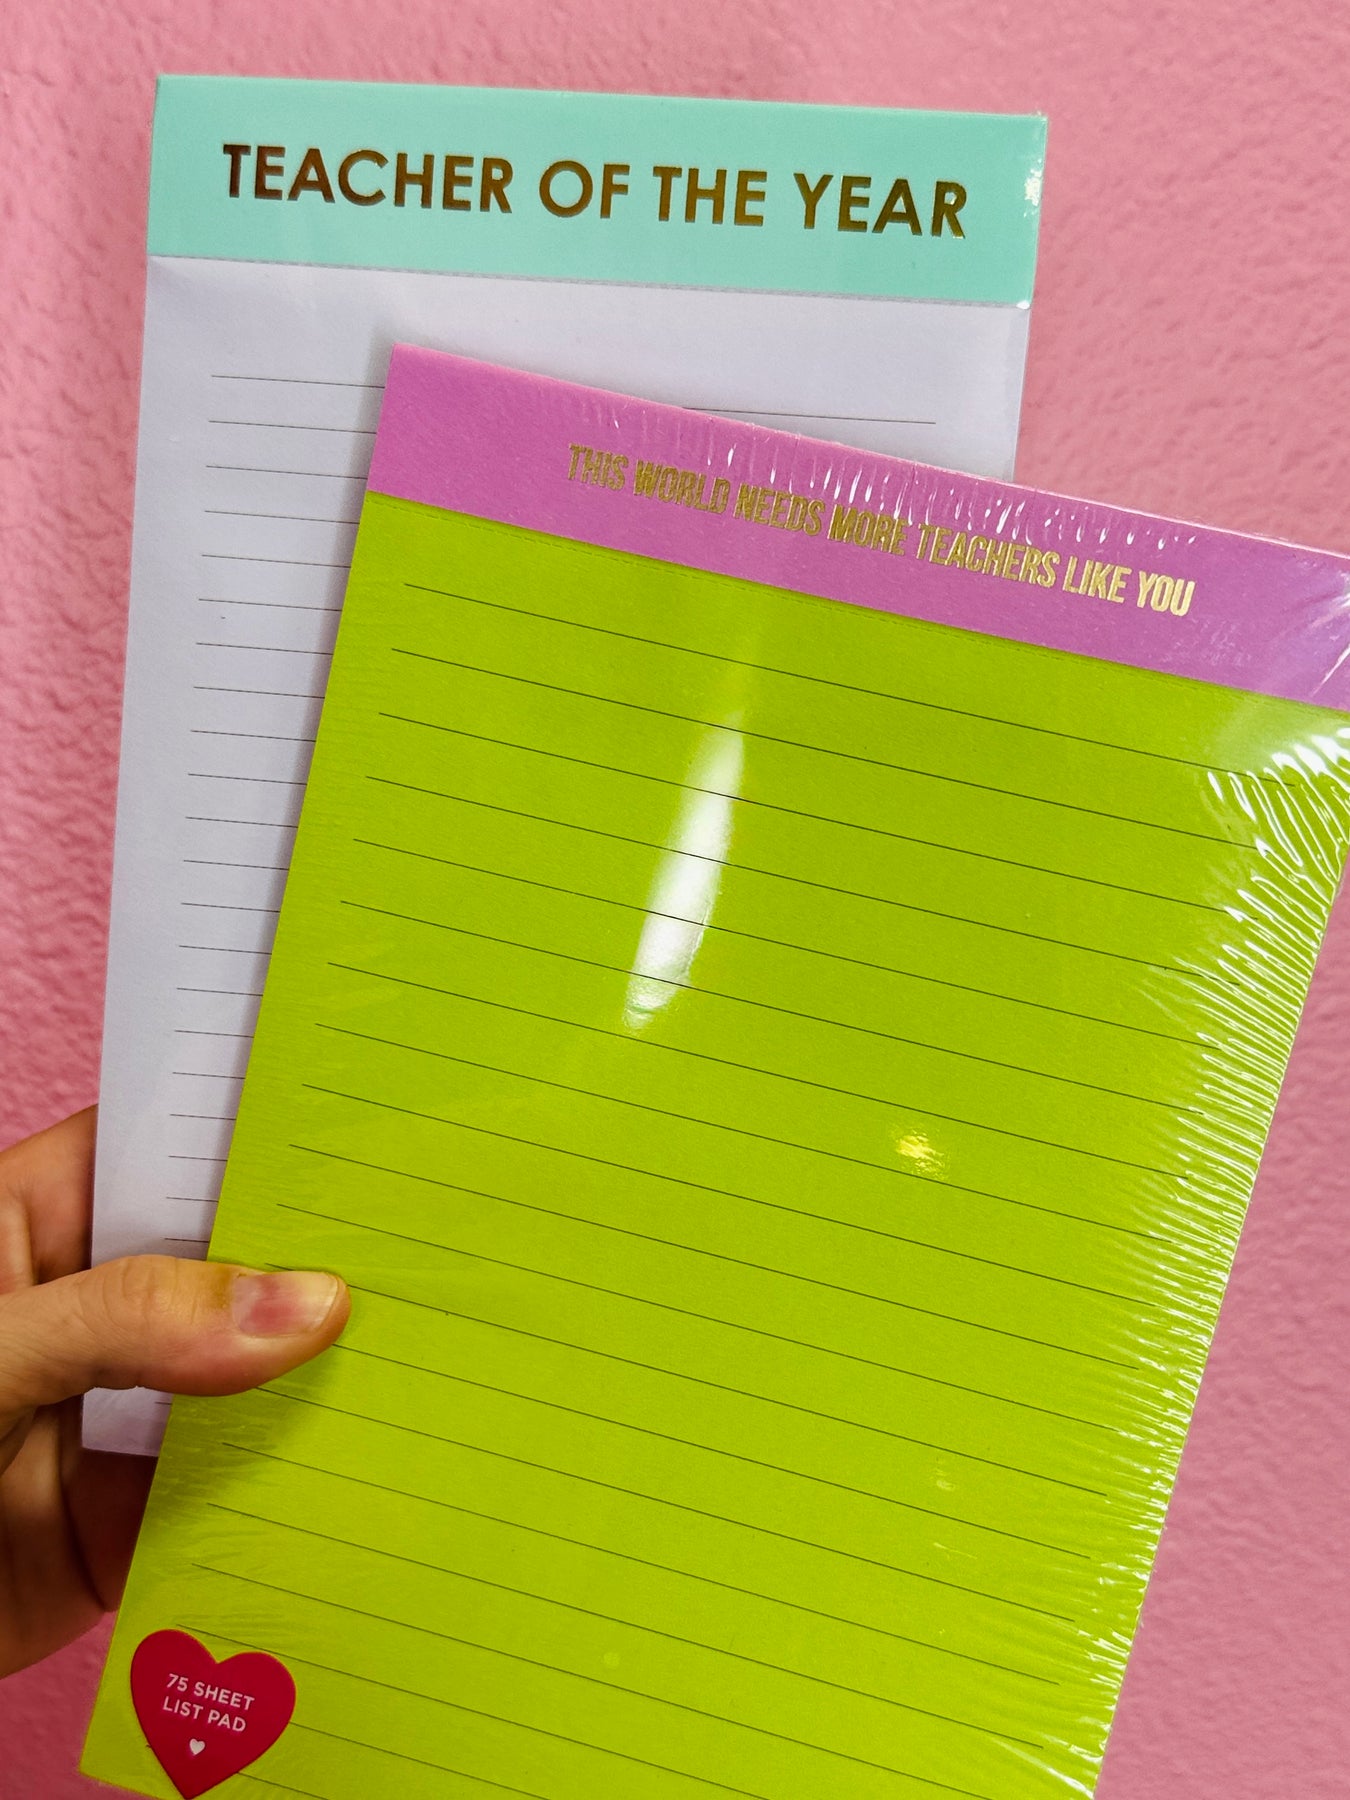 TEACHER OF THE YEAR
THIS WORLD NEEDS MORE TEACHERS LIKE YOU
75 SHEET
LIST PAD